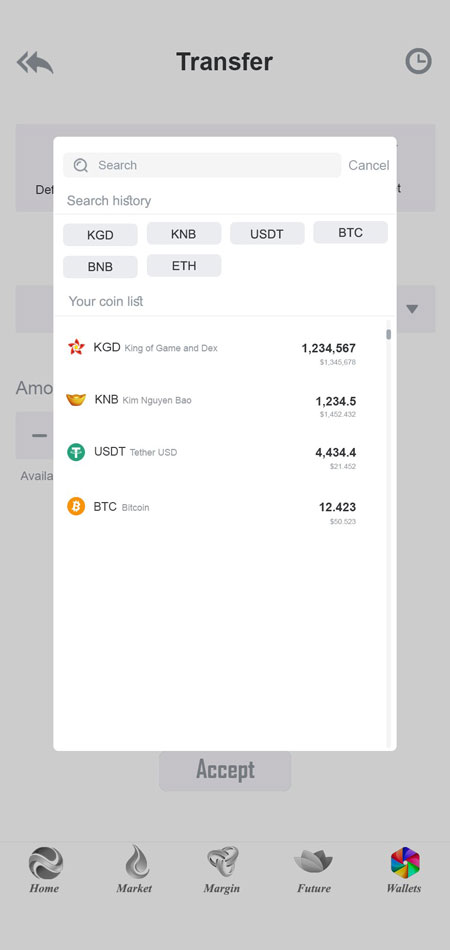 Transfer
Search
Cancel
Def
t
Search history
KGD KNB USDT BTC
BNB ETH
Your coin list
KGD King of Game and Dex 1,234,567
$1,345,678
Amo
KNB Kim Nguyen Bao 1,234.5
$1,452.432
USDT Tether USD 4,434.4
$21.452
Availa
BTC Bitcoin 12.423
$50.523
Accept
Home Market Margin Future Wallets